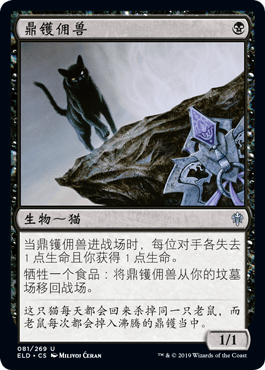 鼎镬佣兽
生物～猫
当鼎镬佣兽进战场时，每位对手各失去
1点生命且你获得1点生命。
牺牲一个食品：将鼎镬佣兽从你的坟墓
场移回战场。
这只猫每天都会回来杀掉同一只老鼠，而
老鼠每次都会掉入沸腾的鼎镬当中。
1/1
081/269 U
ELD • CS MILIVOJ ĆERAN
™ & © 2019 Wizards of the Coast